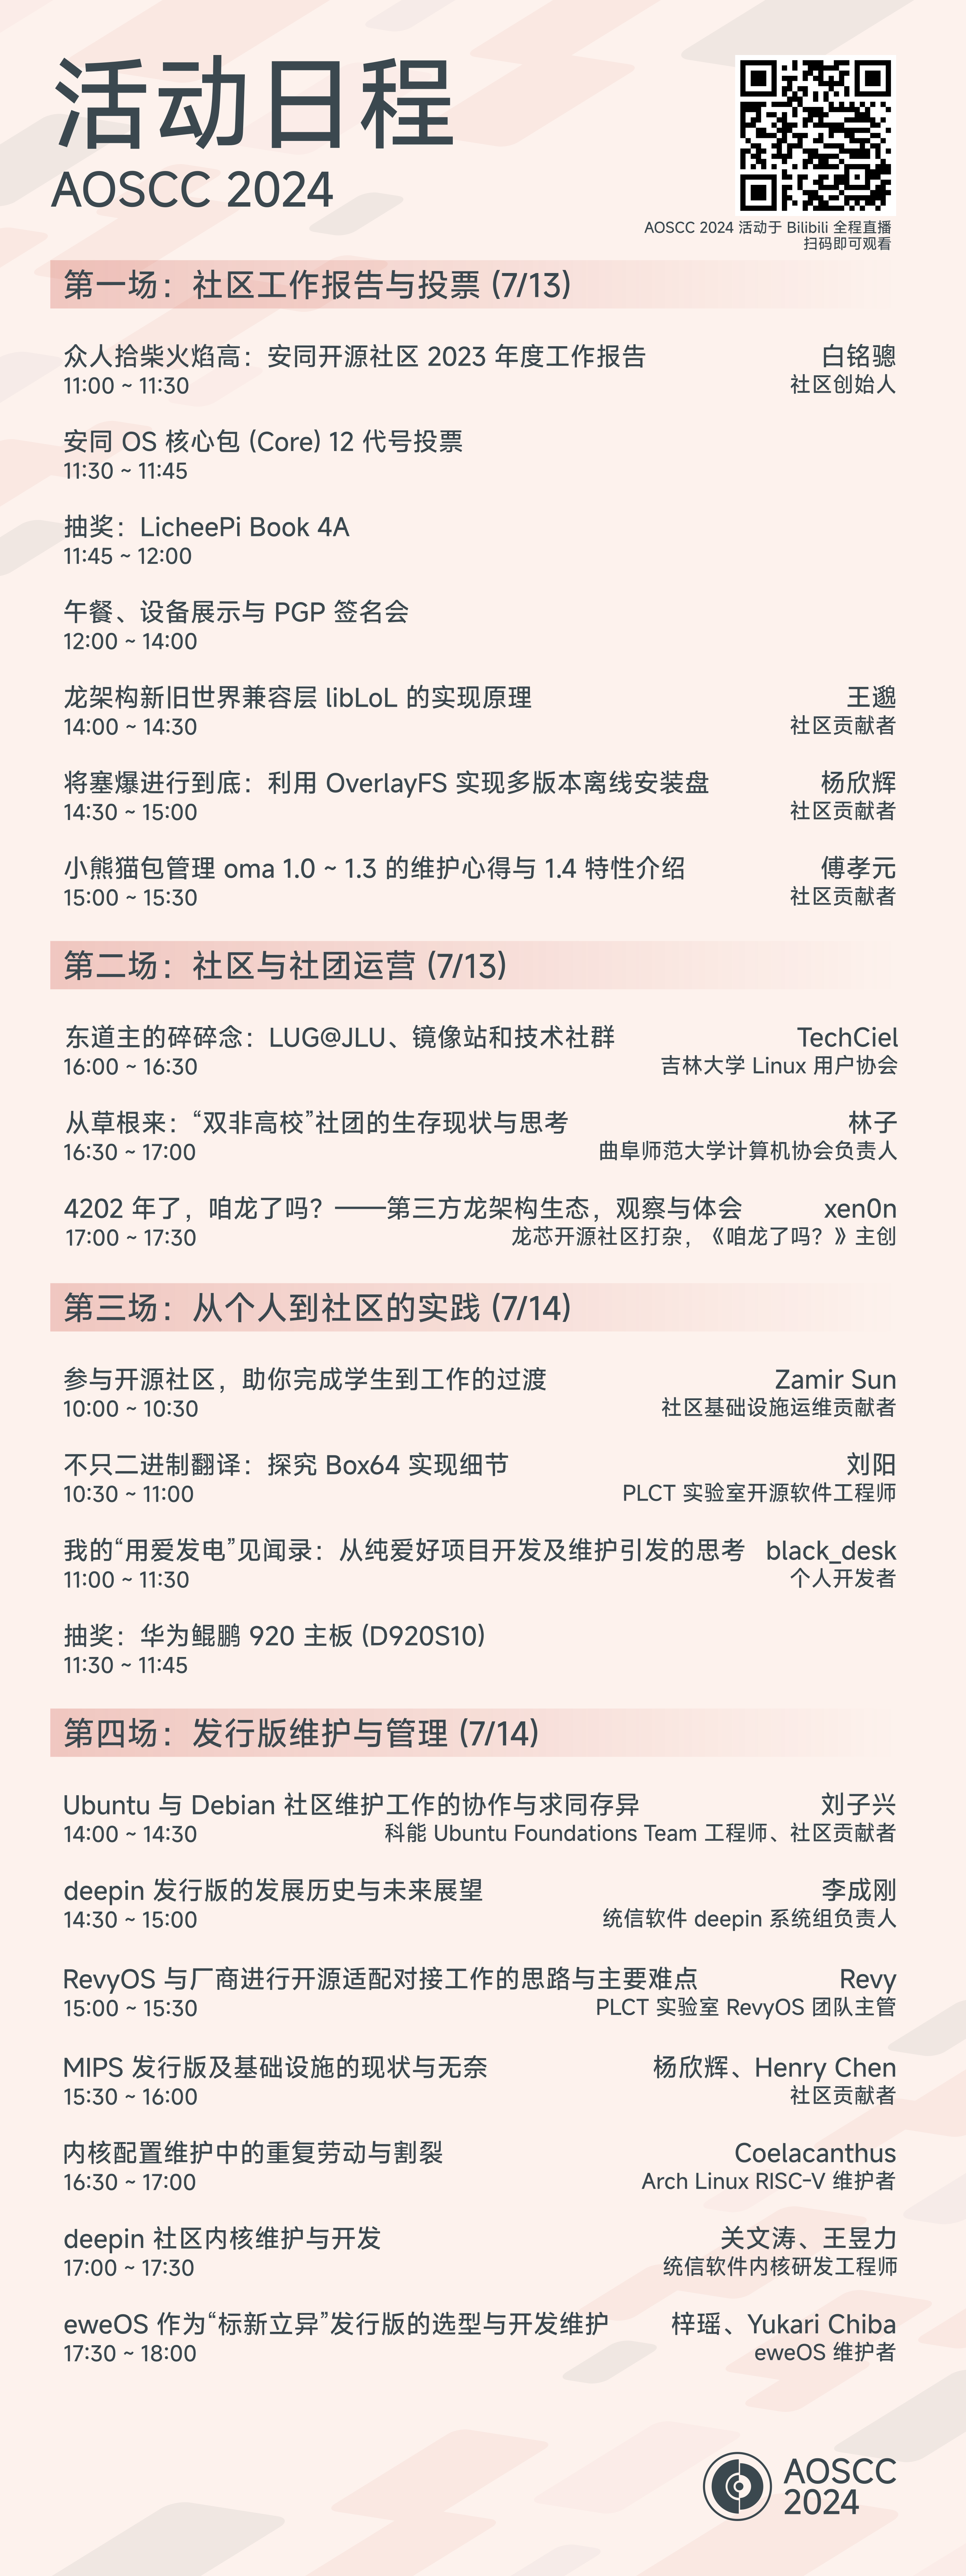 活动日程
AOSCC 2024
AOSCC 2024 活动于 Bilibili 全程直播
扫码即可观看
第一场：社区工作报告与投票 (7/13)
众人拾柴火焰高：安同开源社区 2023 年度工作报告
白铭骢
11:00 ~ 11:30
社区创始人
安同 OS 核心包 (Core) 12 代号投票
11:30 ~ 11:45
抽奖：LicheePi Book 4A
11:45 ~ 12:00
午餐、设备展示与 PGP 签名会
12:00 ~ 14:00
龙架构新旧世界兼容层 libLoL 的实现原理
王邈
14:00 ~ 14:30
社区贡献者
将塞爆进行到底：利用 OverlayFS 实现多版本离线安装盘
杨欣辉
14:30 ~ 15:00
社区贡献者
小熊猫包管理 oma 1.0 ~ 1.3 的维护心得与 1.4 特性介绍
傅孝元
15:00 ~ 15:30
社区贡献者
第二场：社区与社团运营 (7/13)
东道主的碎碎念：LUG@JLU、镜像站和技术社群
TechCiel
16:00 ~ 16:30
吉林大学 Linux 用户协会
从草根来：“双非高校”社团的生存现状与思考
林子
16:30 ~ 17:00
曲阜师范大学计算机协会负责人
4202 年了，咱龙了吗？——第三方龙架构生态，观察与体会
xen0n
17:00 ~ 17:30
龙芯开源社区打杂，《咱龙了吗？》主创
第三场：从个人到社区的实践 (7/14)
参与开源社区，助你完成学生到工作的过渡
Zamir Sun
10:00 ~ 10:30
社区基础设施运维贡献者
不只二进制翻译：探究 Box64 实现细节
刘阳
10:30 ~ 11:00
PLCT 实验室开源软件工程师
我的“用爱发电”见闻录：从纯爱好项目开发及维护引发的思考
black_desk
11:00 ~ 11:30
个人开发者
抽奖：华为鲲鹏 920 主板 (D920S10)
11:30 ~ 11:45
第四场：发行版维护与管理 (7/14)
Ubuntu 与 Debian 社区维护工作的协作与求同存异
刘子兴
14:00 ~ 14:30
科能 Ubuntu Foundations Team 工程师、社区贡献者
deepin 发行版的发展历史与未来展望
李成刚
14:30 ~ 15:00
统信软件 deepin 系统组负责人
RevyOS 与厂商进行开源适配对接工作的思路与主要难点
Revy
15:00 ~ 15:30
PLCT 实验室 RevyOS 团队主管
MIPS 发行版及基础设施的现状与无奈
杨欣辉、Henry Chen
15:30 ~ 16:00
社区贡献者
内核配置维护中的重复劳动与割裂
Coelacanthus
16:30 ~ 17:00
Arch Linux RISC-V 维护者
deepin 社区内核维护与开发
关文涛、王昱力
17:00 ~ 17:30
统信软件内核研发工程师
eweOS 作为“标新立异”发行版的选型与开发维护
梓瑶、Yukari Chiba
17:30 ~ 18:00
eweOS 维护者
AOSCC
2024